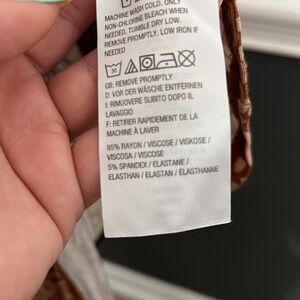 MACHINE WASH COLD. ONLY
NON-CHLORINE BLEACH WHEN
NEEDED. TUMBLE DRY LOW.
REMOVE PROMPTLY. LOW IRON IF
NEEDED
30
GB: REMOVE PROMPTLY
D: VOR DER WÄSCHE ENTFERNEN
I: RIMUOVERE SUBITO DOPO IL
LAVAGGIO
F: RETIRER RAPIDEMENT DE LA
MACHINE À LAVER
95% RAYON / VISCOSE / VISKOSE /
VISCOSA / VISCOSE
5% SPANDEX / ELASTANE /
ELASTHAN / ELASTAN / ÉLASTHANNE